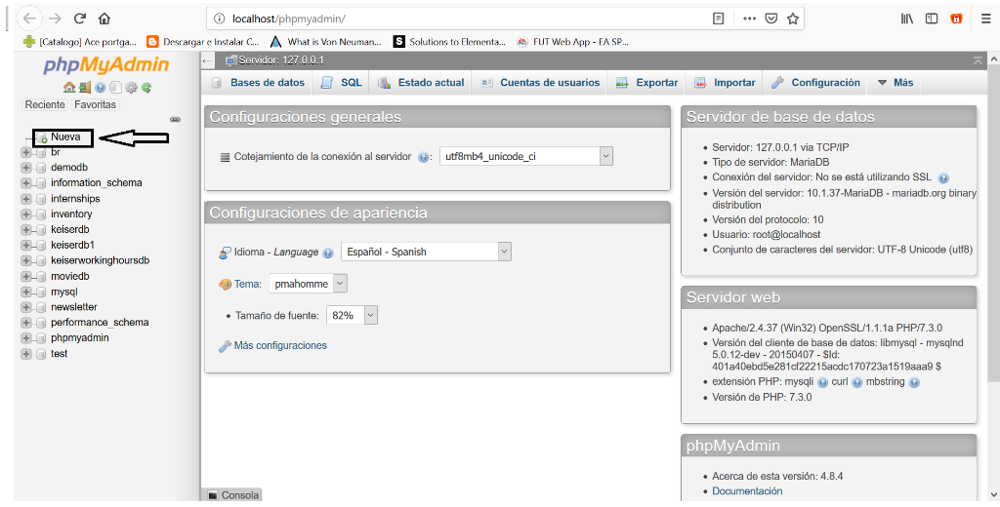 localhost/phpmyadmin/
[Catalogo] Ace portga...
Descargar e Instalar C...
What is Von Neuman...
Solutions to Elementa...
FUT Web App - EA SP...
phpMyAdmin
Reciente Favoritas
Nueva
br
demodb
information_schema
internships
inventory
keiserdb
keiserdb1
keiserworkinghoursdb
moviedb
mysql
newsletter
performance_schema
phpmyadmin
test
Servidor: 127.0.0.1
Bases de datos SQL Estado actual Cuentas de usuarios Exportar Importar Configuración Más
Configuraciones generales
Cotejamiento de la conexión al servidor : utf8mb4_unicode_ci
Configuraciones de apariencia
Idioma - Language Español - Spanish
Tema: pmahomme
Tamaño de fuente: 82%
Más configuraciones
Servidor de base de datos
Servidor: 127.0.0.1 via TCP/IP
Tipo de servidor: MariaDB
Conexión del servidor: No se está utilizando SSL
Versión del servidor: 10.1.37-MariaDB - mariadb.org binary
distribution
Versión del protocolo: 10
Usuario: root@localhost
Conjunto de caracteres del servidor: UTF-8 Unicode (utf8)
Servidor web
Apache/2.4.37 (Win32) OpenSSL/1.1.1a PHP/7.3.0
Versión del cliente de base de datos: libmysql - mysqlnd
5.0.12-dev - 20150407 - $Id:
401a40ebd5e281cf22215acdc170723a1519aaa9 $
extensión PHP: mysqli curl mbstring
Versión de PHP: 7.3.0
phpMyAdmin
Acerca de esta versión: 4.8.4
Documentación
Consola